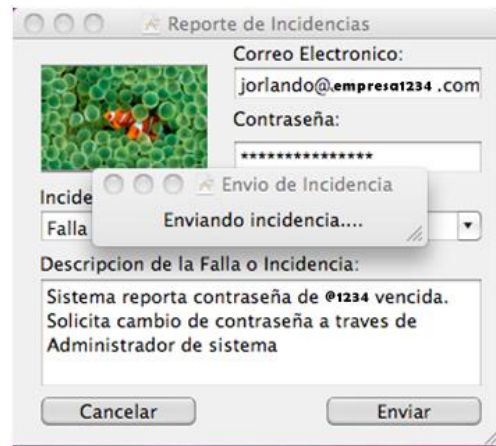 Reporte de Incidencias
Correo Electronico:
jorlando@.empresa1234 .com
Contraseña:
***************
Envio de Incidencia
Enviando incidencia....
Incide
Falla
Descripcion de la Falla o Incidencia:
Sistema reporta contraseña de @1234 vencida.
Solicita cambio de contraseña a traves de
Administrador de sistema
Cancelar
Enviar